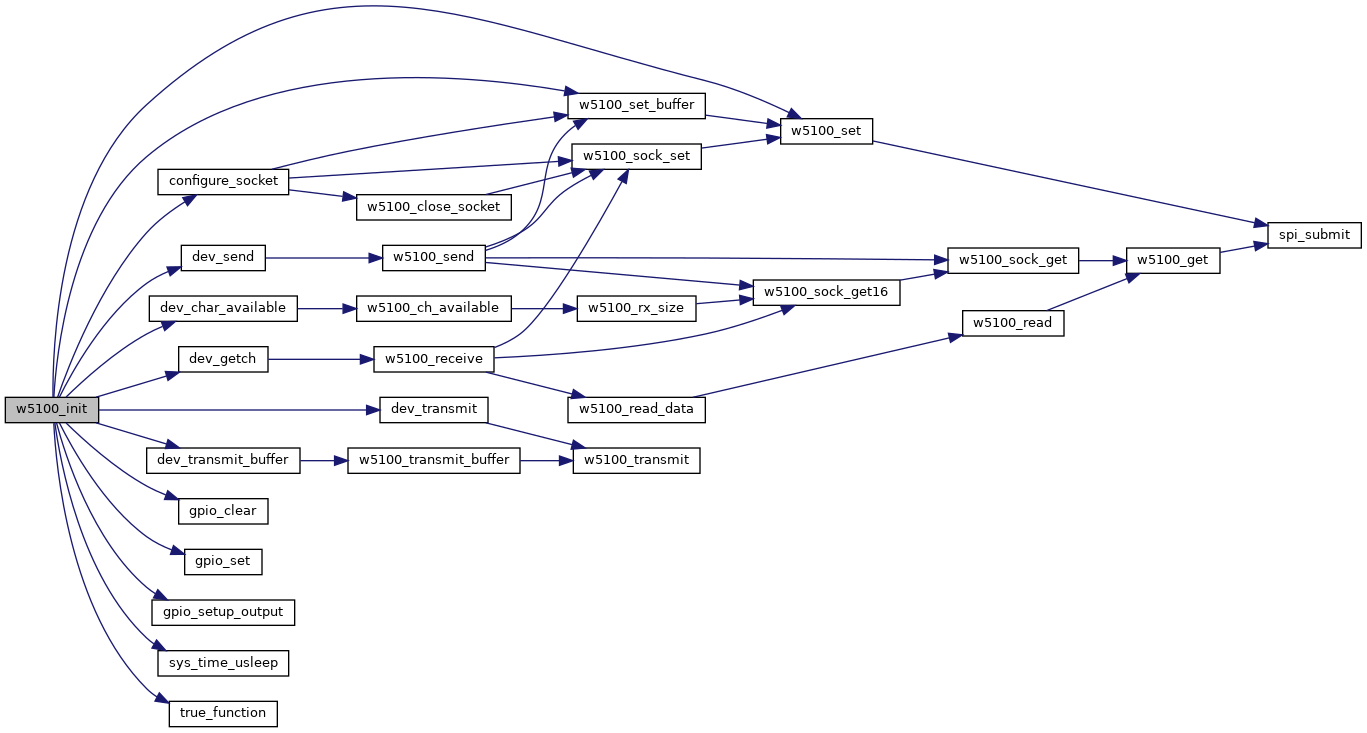 w5100_init
configure_socket
dev_send
dev_char_available
dev_getch
dev_transmit
dev_transmit_buffer
gpio_clear
gpio_set
gpio_setup_output
sys_time_usleep
true_function
w5100_close_socket
w5100_send
w5100_ch_available
w5100_receive
w5100_transmit_buffer
w5100_set_buffer
w5100_sock_set
w5100_rx_size
w5100_read_data
w5100_transmit
w5100_set
w5100_sock_get16
w5100_sock_get
w5100_read
w5100_get
spi_submit